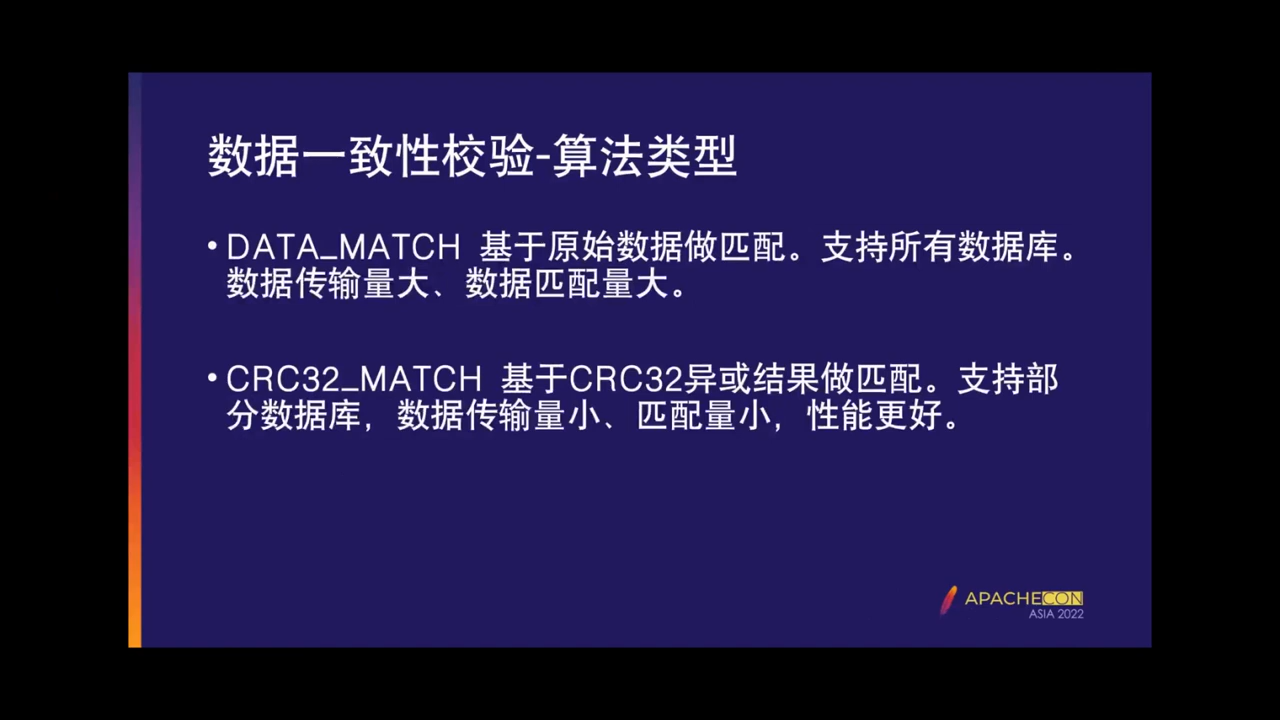 数据一致性校验-算法类型
• DATA_MATCH 基于原始数据做匹配。支持所有数据库。
数据传输量大、数据匹配量大。
• CRC32_MATCH 基于CRC32异或结果做匹配。支持部
分数据库，数据传输量小、匹配量小，性能更好。
APACHECON
ASIA 2022